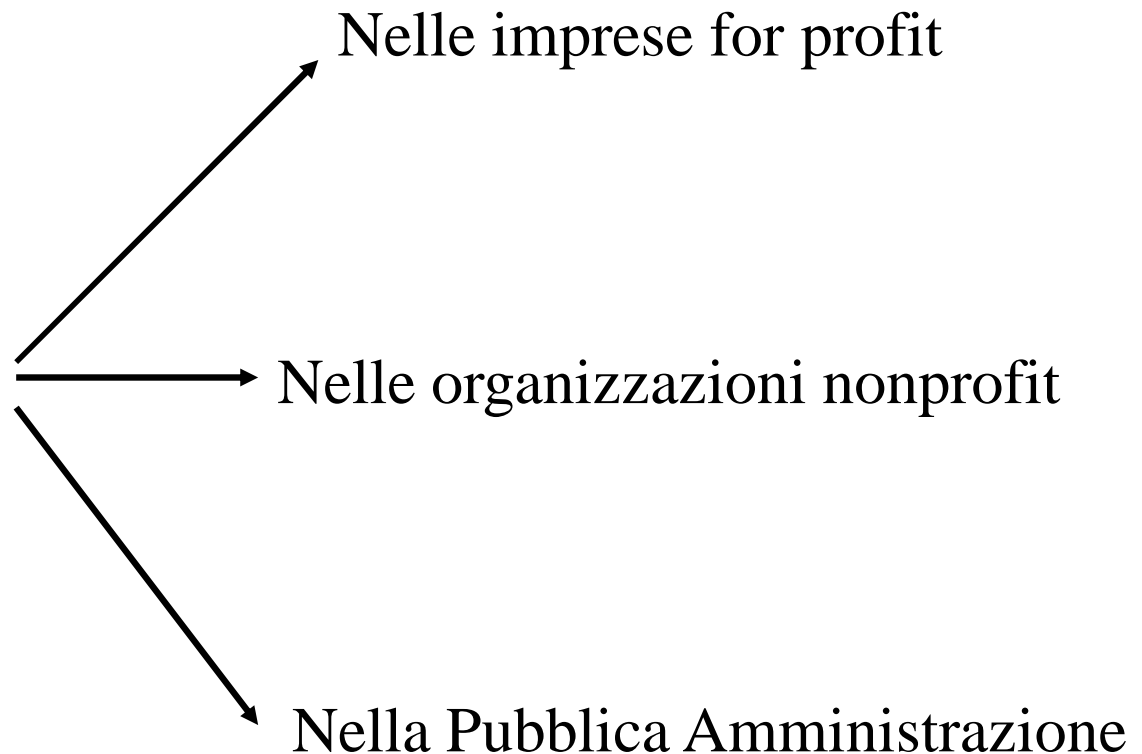 Nelle imprese for profit
Nelle organizzazioni nonprofit
Nella Pubblica Amministrazione